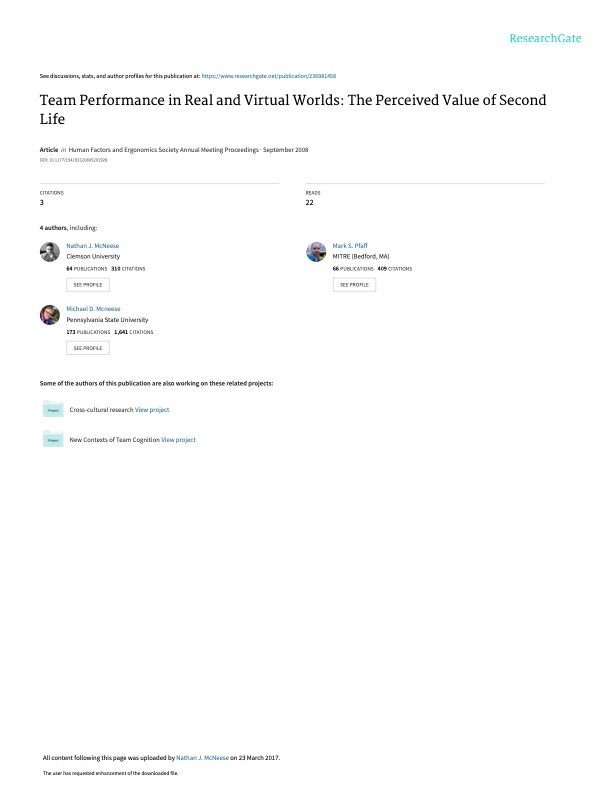 ResearchGate
See discussions, stats, and author profiles for this publication at: https://www.researchgate.net/publication/236981458
Team Performance in Real and Virtual Worlds: The Perceived Value of Second
Life
Article in Human Factors and Ergonomics Society Annual Meeting Proceedings · September 2008
CITATIONS
3
READS
22
4 authors, including:
Nathan J. McNeese
Clemson University
64 PUBLICATIONS 310 CITATIONS
SEE PROFILE
Mark S. Pfaff
MITRE (Bedford, MA)
66 PUBLICATIONS 409 CITATIONS
SEE PROFILE
Michael D. Mcneese
Pennsylvania State University
173 PUBLICATIONS 1,641 CITATIONS
SEE PROFILE
Some of the authors of this publication are also working on these related projects:
Project
Cross-cultural research View project
Project
New Contexts of Team Cognition View project
All content following this page was uploaded by Nathan J. McNeese on 23 March 2017.
The user has requested enhancement of the downloaded file.